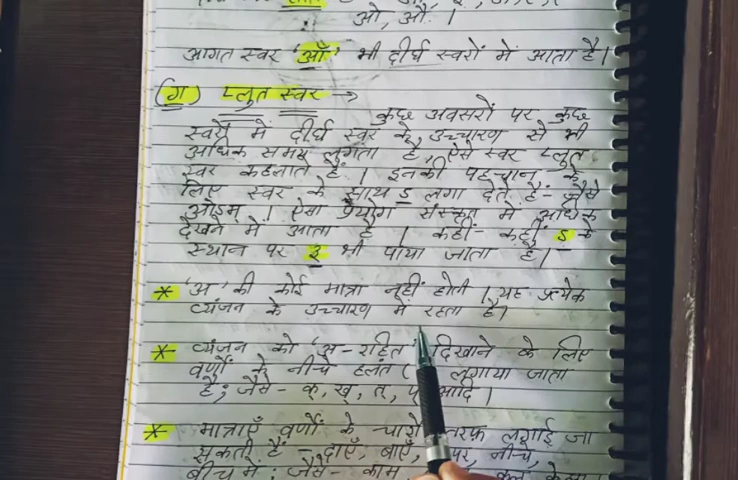 ओ, औ. ।
आगत स्वर 'ऑ' भी दीर्घ स्वरों में आता है।
(ग) प्लुत स्वर →
कुछ अवसरों पर कुछ
स्वरों में दीर्घ स्वर के उच्चारण से भी
अधिक समय लगता है, ऐसे स्वर प्लुत
स्वर कहलाते हैं। इनकी पहचान के
लिए स्वर के साथ ऽ लगा देते हैं- जैसे
ओऽम् । ऐसा प्रयोग संस्कृत में अधिक
देखने में आता है । कहीं- कहीं ऽ के
स्थान पर ३ भी पाया जाता है।
* 'अ' की कोई मात्रा नहीं होती । यह प्रत्येक
व्यंजन के उच्चारण में रहता है।
* व्यंजन को 'अ-रहित' दिखाने के लिए
वर्णों के नीचे हलंत ( लगाया जाता
है; जैसे- क्, ख्, त्, आदि ।
* मात्राएँ वर्णों के चारों तरफ़ लगाई जा
सकती हैं - दाएँ, बाएँ, पर, नीचे,
बीच में; जैसे- काम